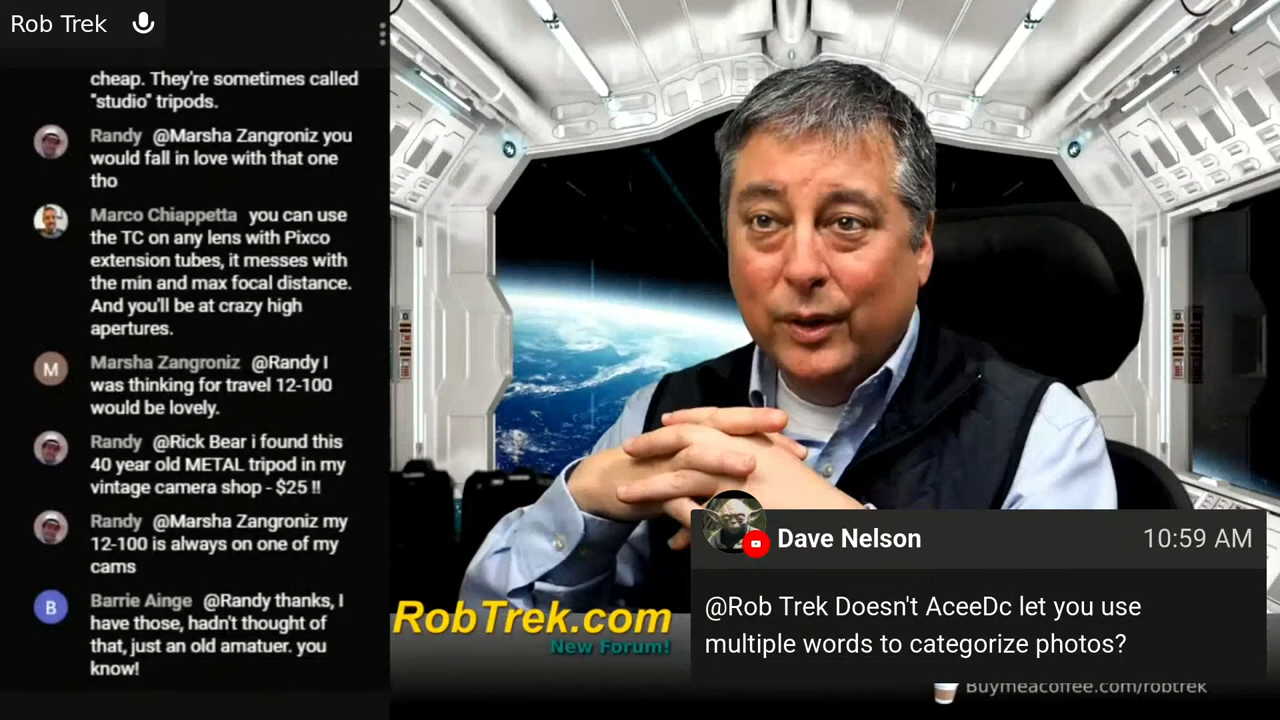 Rob Trek
cheap. They're sometimes called
"studio" tripods.
Randy @Marsha Zangroniz you
would fall in love with that one
tho
Marco Chiappetta you can use
the TC on any lens with Pixco
extension tubes, it messes with
the min and max focal distance.
And you'll be at crazy high
apertures.
M
Marsha Zangroniz @Randy I
was thinking for travel 12-100
would be lovely.
Randy @Rick Bear i found this
40 year old METAL tripod in my
vintage camera shop - $25 !!
Randy @Marsha Zangroniz my
12-100 is always on one of my
cams
B
Barrie Ainge @Randy thanks, I
have those, hadn't thought of
that, just an old amatuer. you
know!
RobTrek.com
New Forum!
Dave Nelson 10:59 AM
@Rob Trek Doesn't AceeDc let you use
multiple words to categorize photos?
Buymeacoffee.com/robtrek